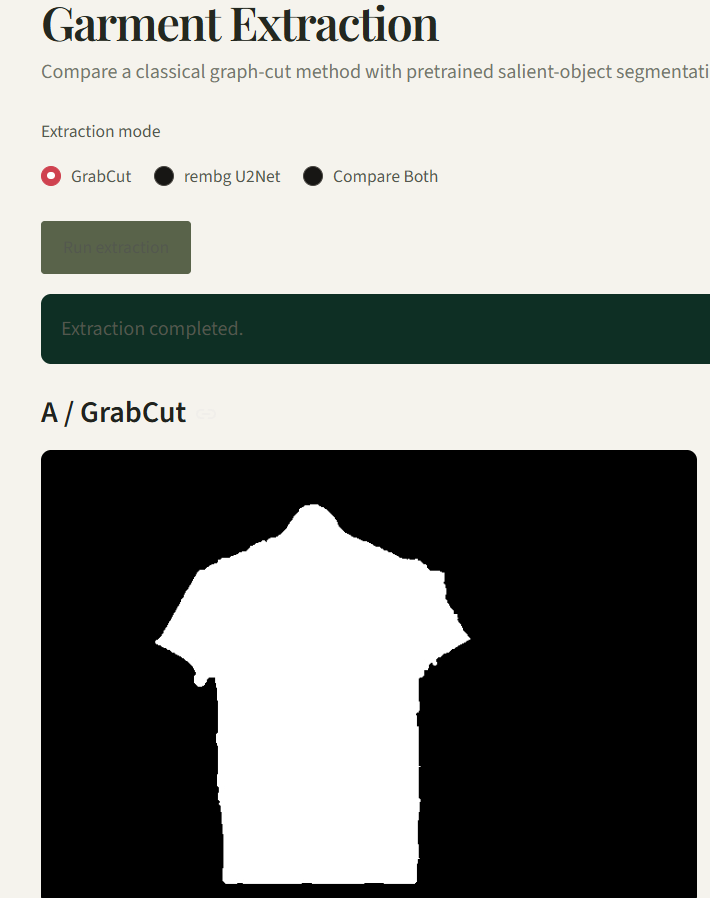 Garment Extraction
Compare a classical graph-cut method with pretrained salient-object segmentati
Extraction mode
GrabCut rembg U2Net Compare Both
Run extraction
Extraction completed.
A / GrabCut